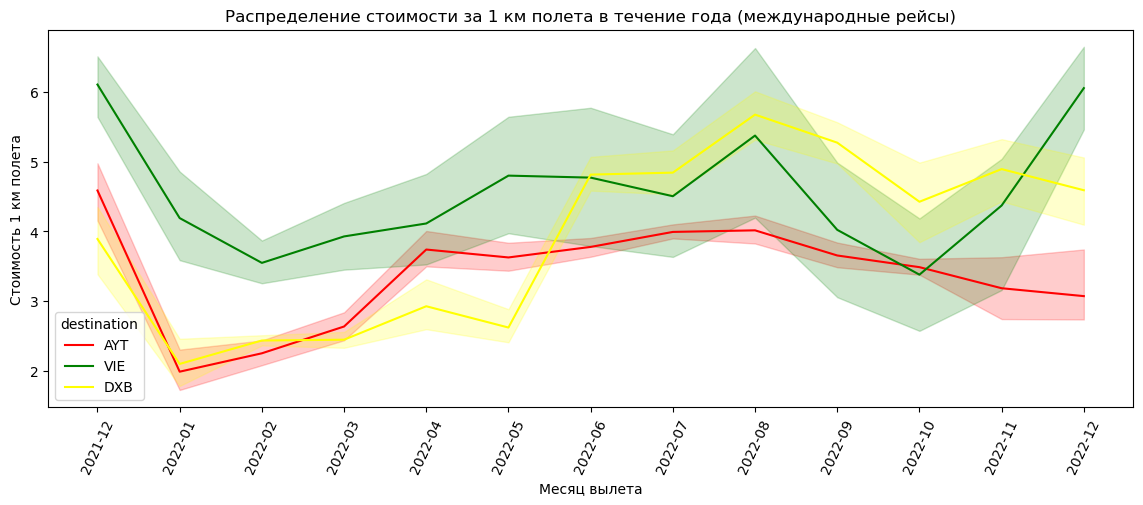 Распределение стоимости за 1 км полета в течение года (международные рейсы)
Стоимость 1 км полета
6
5
4
3
2
destination
AYT
VIE
DXB
2021-12
2022-01
2022-02
2022-03
2022-04
2022-05
2022-06
2022-07
2022-08
2022-09
2022-10
2022-11
2022-12
Месяц вылета